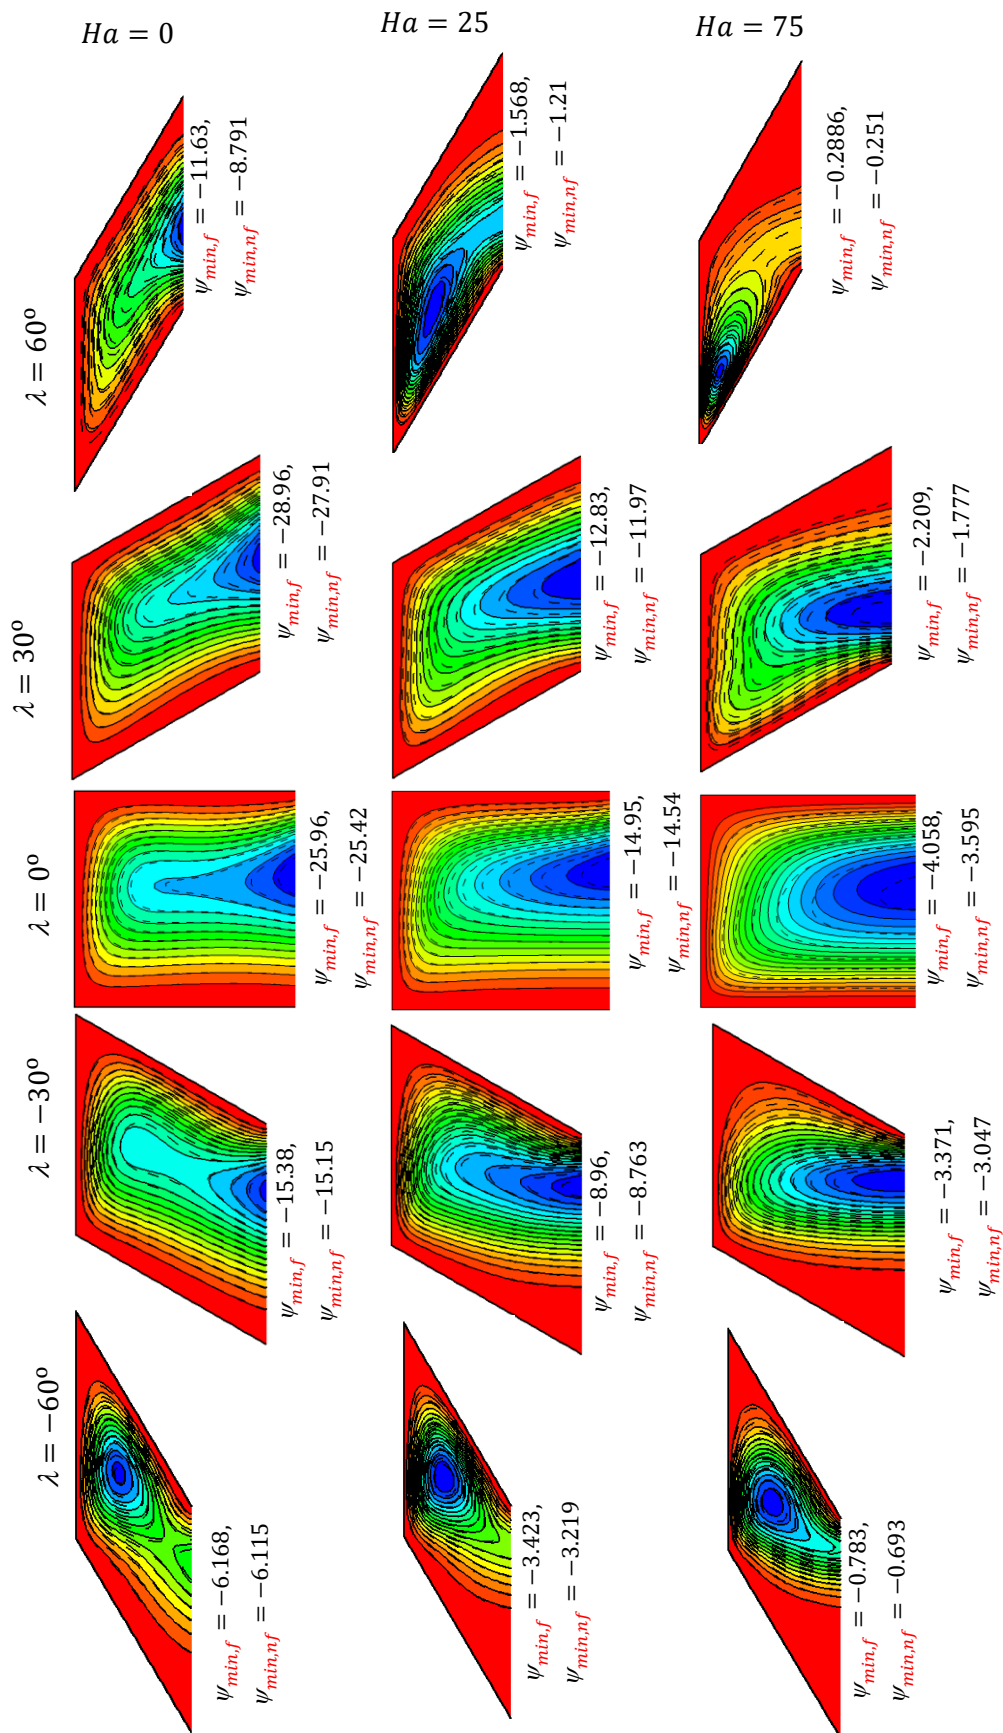 Ha = 0
Ha = 25
Ha = 75
λ = 60⁰
ψmin,f = −11.63,
ψmin,nf = −8.791
ψmin,f = −1.568,
ψmin,nf = −1.21
ψmin,f = −0.2886,
ψmin,nf = −0.251
λ = 30⁰
ψmin,f = −28.96,
ψmin,nf = −27.91
ψmin,f = −12.83,
ψmin,nf = −11.97
ψmin,f = −2.209,
ψmin,nf = −1.777
λ = 0⁰
ψmin,f = −25.96,
ψmin,nf = −25.42
ψmin,f = −14.95,
ψmin,nf = −14.54
ψmin,f = −4.058,
ψmin,nf = −3.595
λ = −30⁰
ψmin,f = −15.38,
ψmin,nf = −15.15
ψmin,f = −8.96,
ψmin,nf = −8.763
ψmin,f = −3.371,
ψmin,nf = −3.047
λ = −60⁰
ψmin,f = −6.168,
ψmin,nf = −6.115
ψmin,f = −3.423,
ψmin,nf = −3.219
ψmin,f = −0.783,
ψmin,nf = −0.693